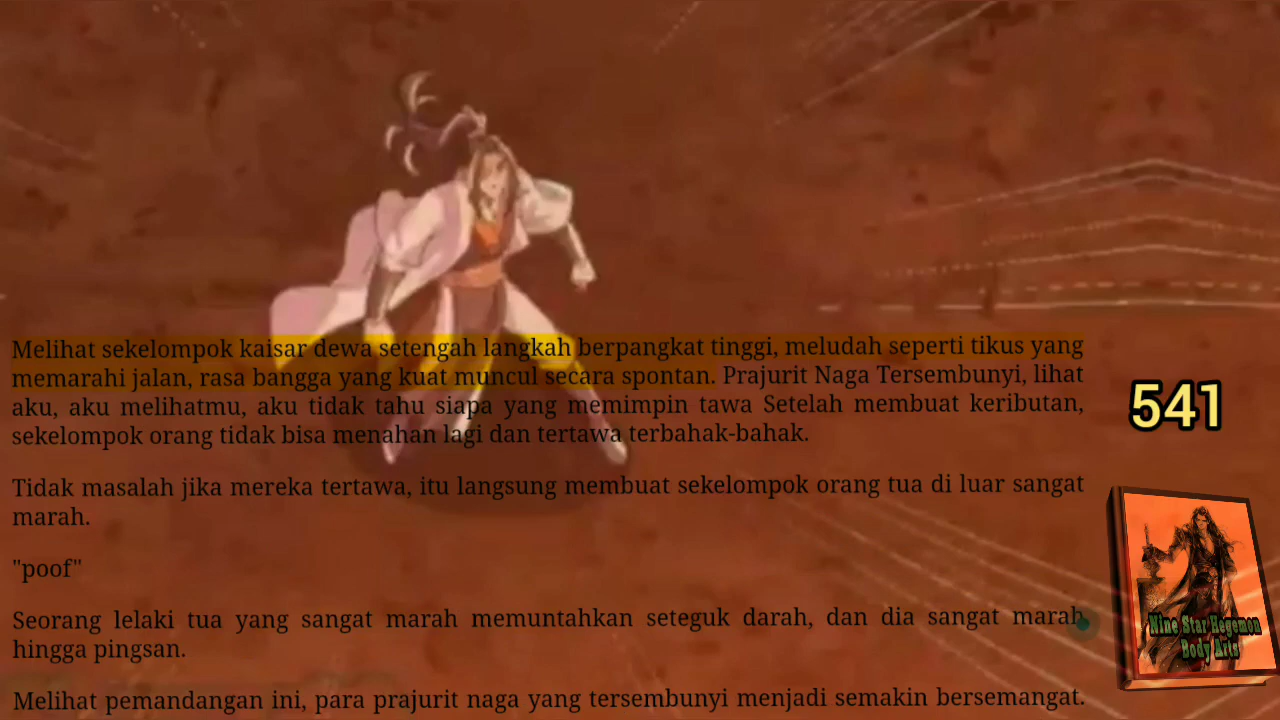 Melihat sekelompok kaisar dewa setengah langkah berpangkat tinggi, meludah seperti tikus yang
memarahi jalan, rasa bangga yang kuat muncul secara spontan. Prajurit Naga Tersembunyi, lihat
aku, aku melihatmu, aku tidak tahu siapa yang memimpin tawa Setelah membuat keributan,
sekelompok orang tidak bisa menahan lagi dan tertawa terbahak-bahak.
Tidak masalah jika mereka tertawa, itu langsung membuat sekelompok orang tua di luar sangat
marah.
"poof"
Seorang lelaki tua yang sangat marah memuntahkan seteguk darah, dan dia sangat marah
hingga pingsan.
Melihat pemandangan ini, para prajurit naga yang tersembunyi menjadi semakin bersemangat.
541
Nine Star Hegemon
Body Arts